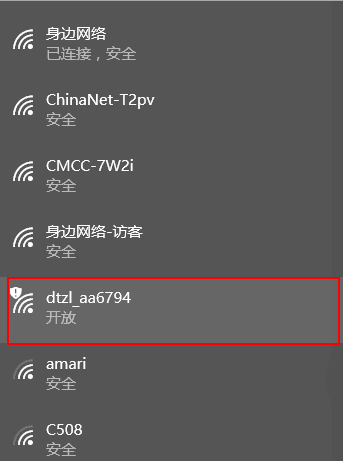 身边网络
已连接，安全
ChinaNet-T2pv
安全
CMCC-7W2i
安全
身边网络-访客
安全
dtzl_aa6794
开放
amari
安全
C508
安全